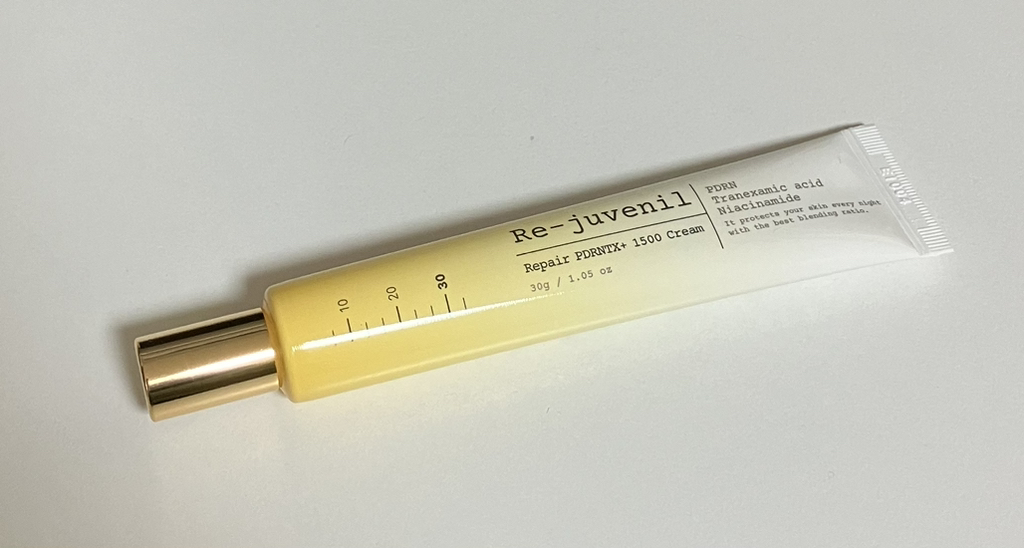 Re-juvenil
Repair PDRNTX+ 1500 Cream
30g / 1.05 oz
PDRN
Tranexamic acid
Niacinamide
It protects your skin every night
with the best blending ratio.
10
20
30